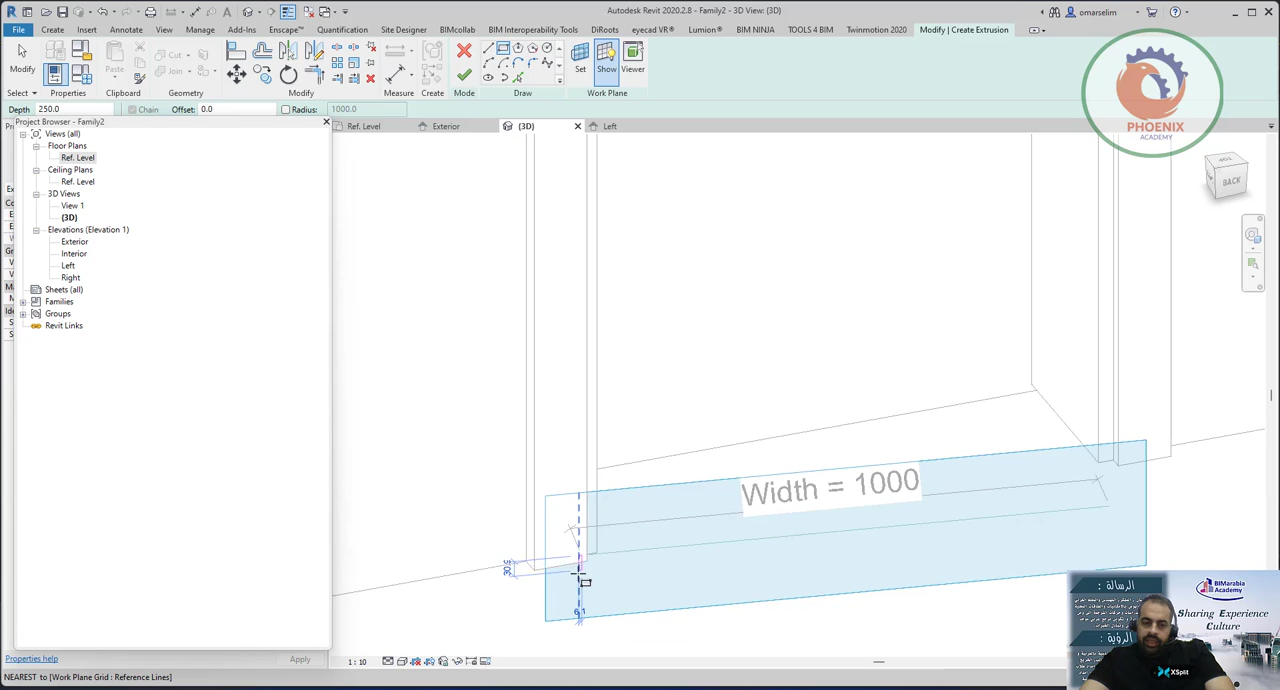 Autodesk Revit 2020.2.8 - Family2 - 3D View: {3D}
omarselim
File
Create
Insert
Annotate
View
Manage
Add-Ins
Enscape™
Quantification
Site Designer
BIMcollab
BIM Interoperability Tools
DiRoots
eyecad VR
Lumion®
BIM NINJA
TOOLS 4 BIM
Twinmotion 2020
Modify | Create Extrusion
Modify
Paste
Cut
Join
Set
Show
Viewer
Select
Properties
Clipboard
Geometry
Modify
Measure
Create
Mode
Draw
Work Plane
Depth 250.0
Chain
Offset: 0.0
Radius: 1000.0
PHOENIX
ACADEMY
Project Browser - Family2
Ref. Level
Exterior
{3D}
Left
Views (all)
Floor Plans
Ref. Level
Ceiling Plans
Ref. Level
3D Views
View 1
{3D}
Elevations (Elevation 1)
Exterior
Interior
Left
Right
Sheets (all)
Families
Groups
Revit Links
BACK
Width = 1000
الرسالة :
BIMarabia
Academy
Sharing Experience
Culture
XSplit
Properties help
Apply
1 : 10
NEAREST to [Work Plane Grid : Reference Lines]